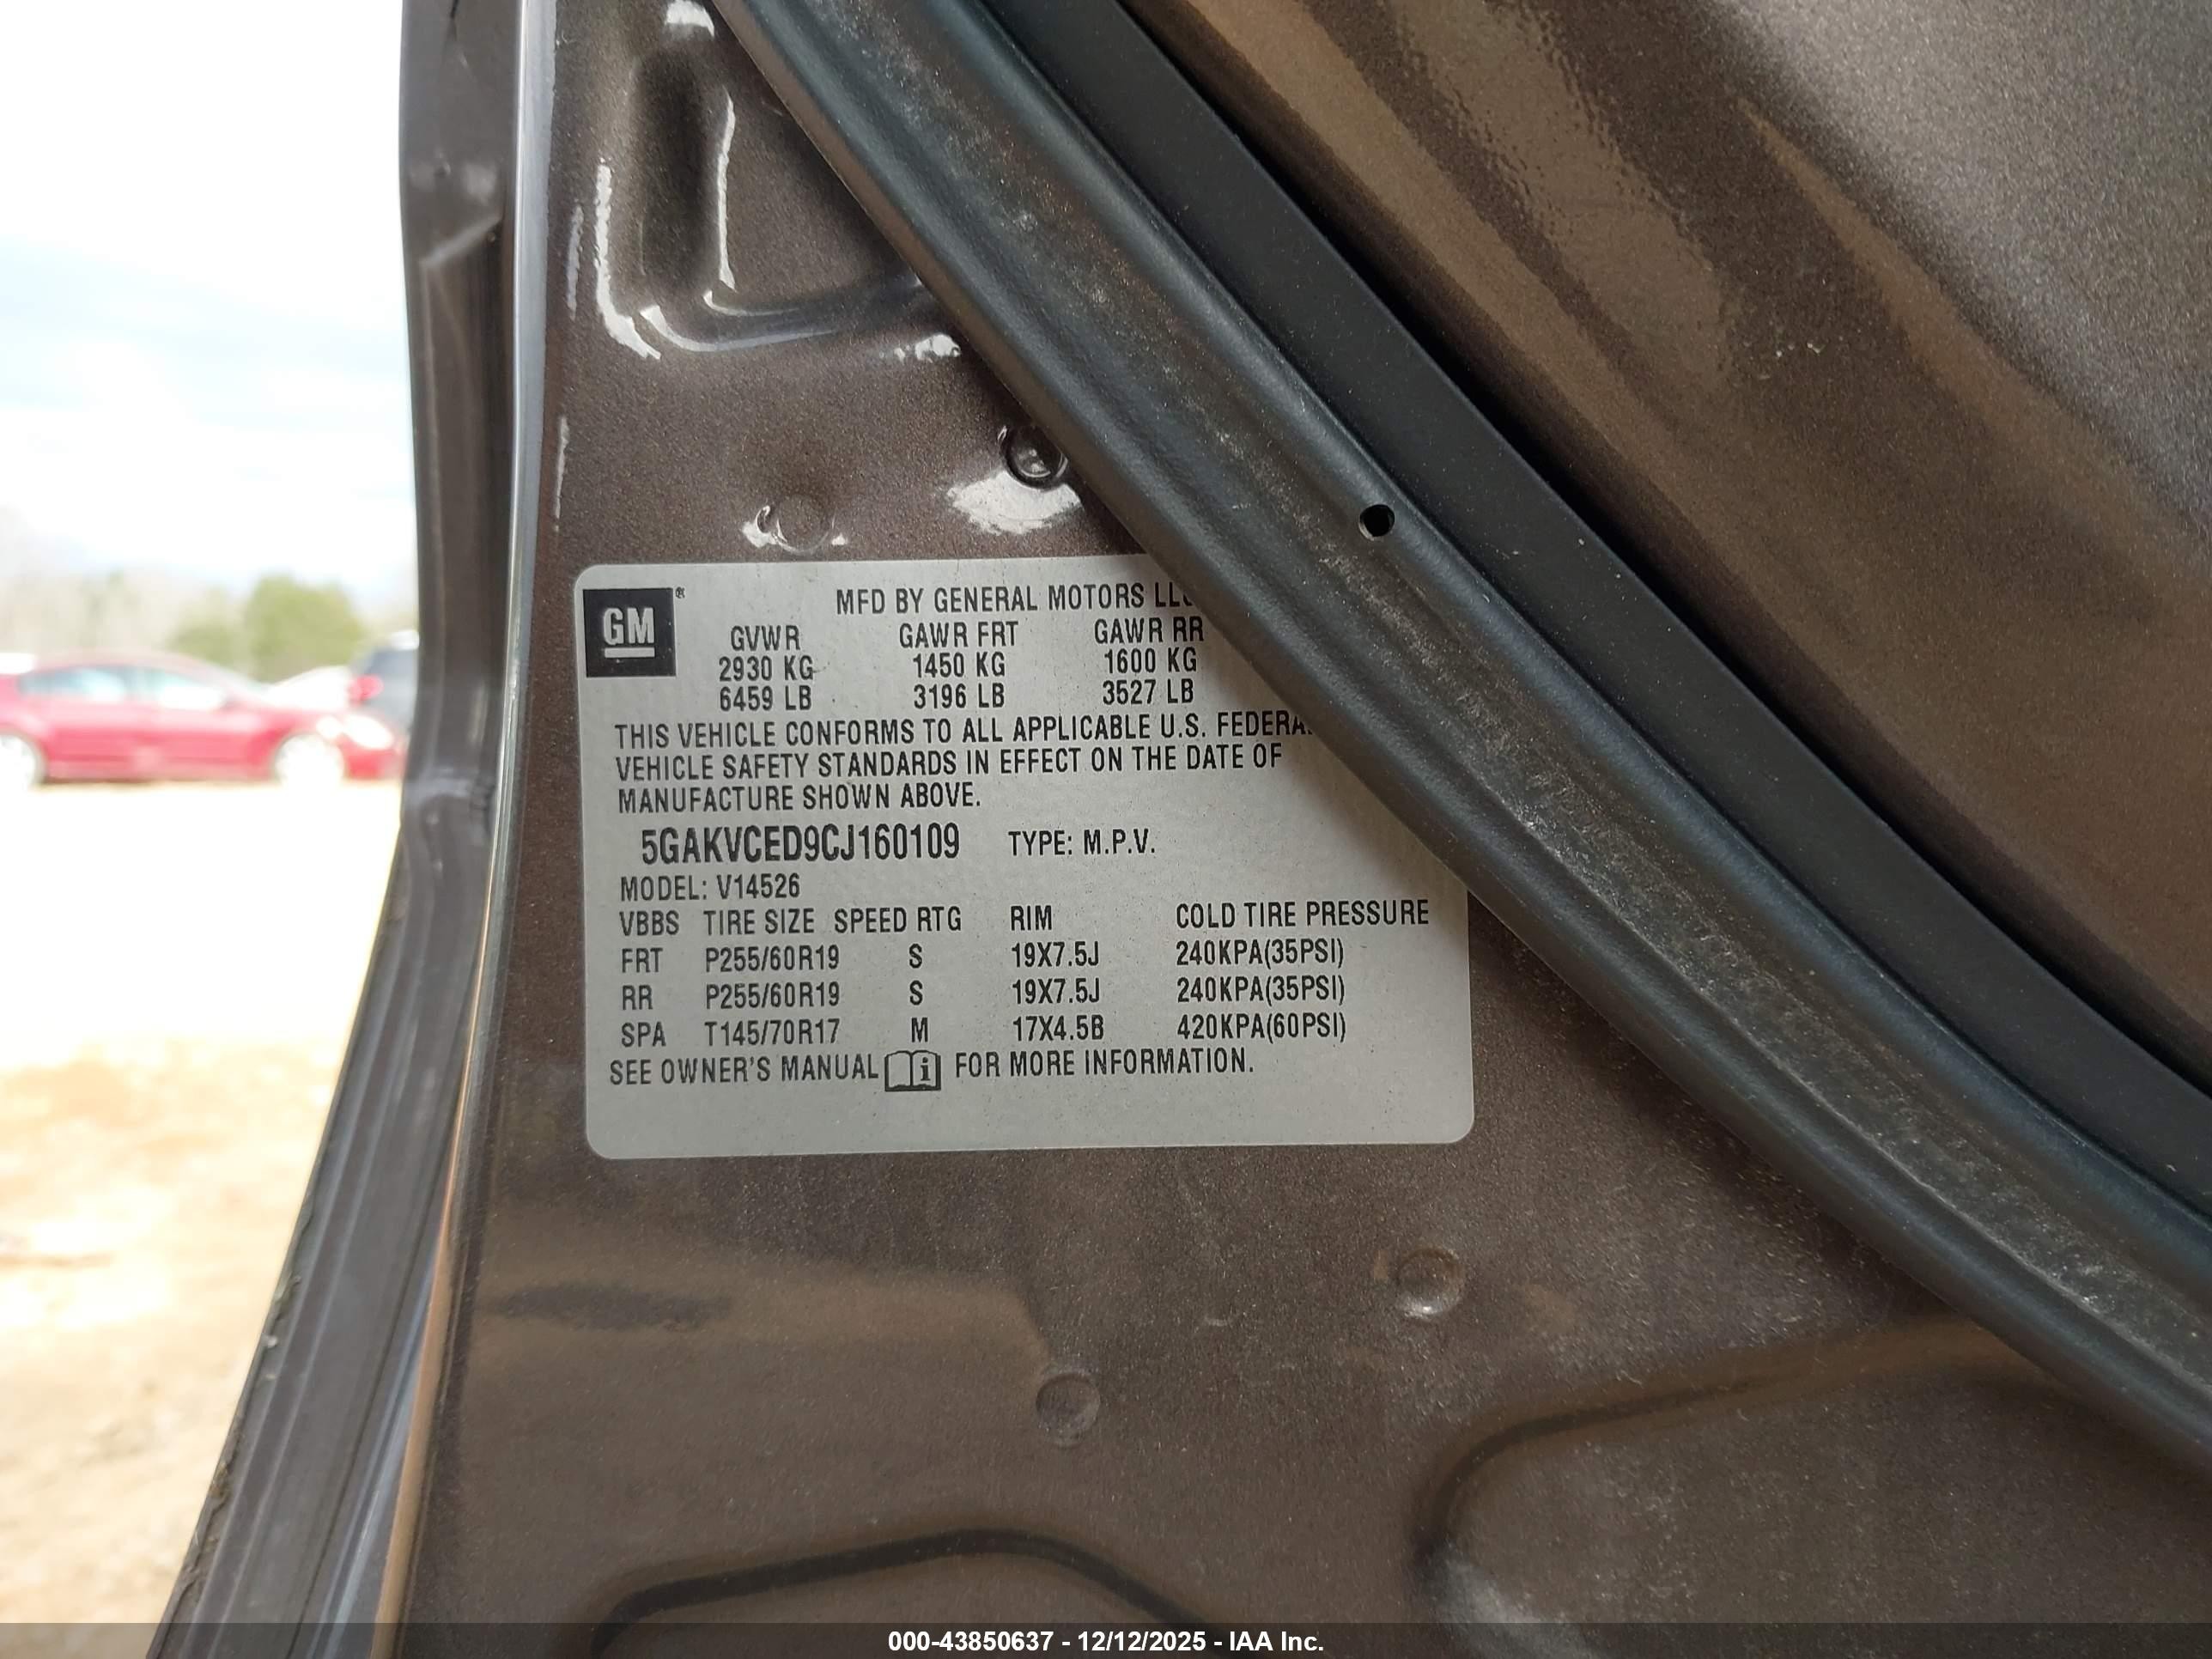 GM®
MFD BY GENERAL MOTORS
GVWR GAWR FRT GAWR RR
2930 KG 1450 KG 1600 KG
6459 LB 3196 LB 3527 LB
THIS VEHICLE CONFORMS TO ALL APPLICABLE U.S. FEDERA
VEHICLE SAFETY STANDARDS IN EFFECT ON THE DATE OF
MANUFACTURE SHOWN ABOVE.
5GAKVCED9CJ160109 TYPE: M.P.V.
MODEL: V14526
VBBS TIRE SIZE SPEED RTG RIM COLD TIRE PRESSURE
FRT P255/60R19 S 19X7.5J 240KPA(35PSI)
RR P255/60R19 S 19X7.5J 240KPA(35PSI)
SPA T145/70R17 M 17X4.5B 420KPA(60PSI)
SEE OWNER'S MANUAL i FOR MORE INFORMATION.
000-43850637 - 12/12/2025 - IAA Inc.